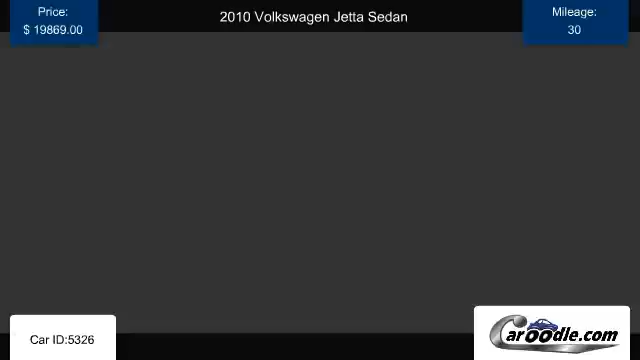 Price:
$ 19869.00
2010 Volkswagen Jetta Sedan
Mileage:
30
Car ID:5326
Caroodle.com